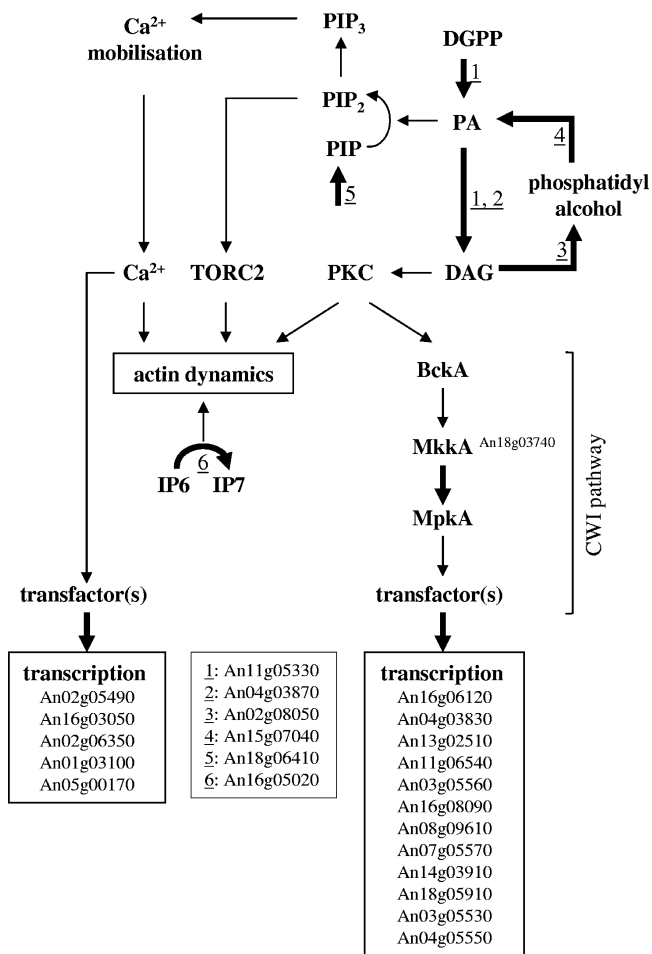 Ca²⁺
mobilisation
PIP₃
DGPP
1
PIP₂
PA
4
PIP
5
1, 2
phosphatidyl
alcohol
3
Ca²⁺
TORC2
PKC
DAG
actin dynamics
BckA
6
IP6
IP7
MkkA An18g03740
MpkA
CWI pathway
transfactor(s)
transfactor(s)
transcription
An02g05490
An16g03050
An02g06350
An01g03100
An05g00170
1: An11g05330
2: An04g03870
3: An02g08050
4: An15g07040
5: An18g06410
6: An16g05020
transcription
An16g06120
An04g03830
An13g02510
An11g06540
An03g05560
An16g08090
An08g09610
An07g05570
An14g03910
An18g05910
An03g05530
An04g05550